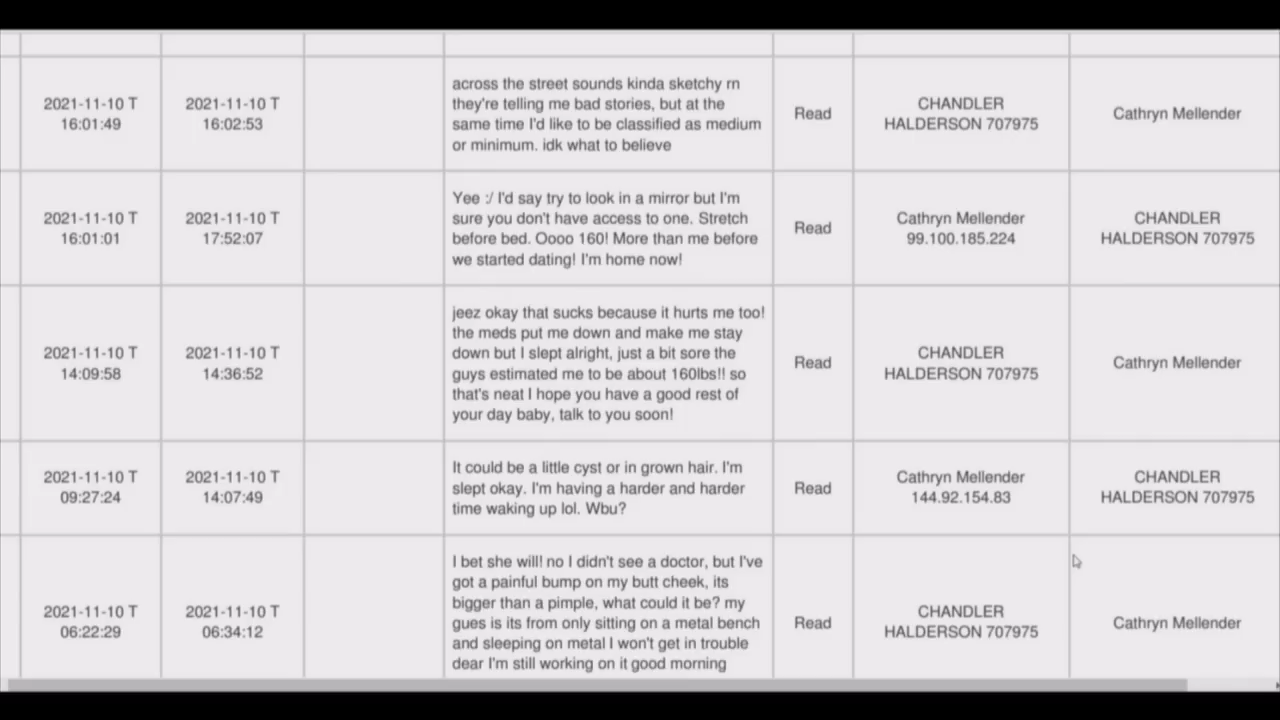 2021-11-10 T
16:01:49
2021-11-10 T
16:02:53
across the street sounds kinda sketchy rn
they're telling me bad stories, but at the
same time I'd like to be classified as medium
or minimum. idk what to believe
Read
CHANDLER
HALDERSON 707975
Cathryn Mellender
2021-11-10 T
16:01:01
2021-11-10 T
17:52:07
Yee :/ I'd say try to look in a mirror but I'm
sure you don't have access to one. Stretch
before bed. Oooo 160! More than me before
we started dating! I'm home now!
Read
Cathryn Mellender
99.100.185.224
CHANDLER
HALDERSON 707975
2021-11-10 T
14:09:58
2021-11-10 T
14:36:52
jeez okay that sucks because it hurts me too!
the meds put me down and make me stay
down but I slept alright, just a bit sore the
guys estimated me to be about 160lbs!! so
that's neat I hope you have a good rest of
your day baby, talk to you soon!
Read
CHANDLER
HALDERSON 707975
Cathryn Mellender
2021-11-10 T
09:27:24
2021-11-10 T
14:07:49
It could be a little cyst or in grown hair. I'm
slept okay. I'm having a harder and harder
time waking up lol. Wbu?
Read
Cathryn Mellender
144.92.154.83
CHANDLER
HALDERSON 707975
2021-11-10 T
06:22:29
2021-11-10 T
06:34:12
I bet she will! no I didn't see a doctor, but I've
got a painful bump on my butt cheek, its
bigger than a pimple, what could it be? my
gues is its from only sitting on a metal bench
and sleeping on metal I won't get in trouble
dear I'm still working on it good morning
Read
CHANDLER
HALDERSON 707975
Cathryn Mellender